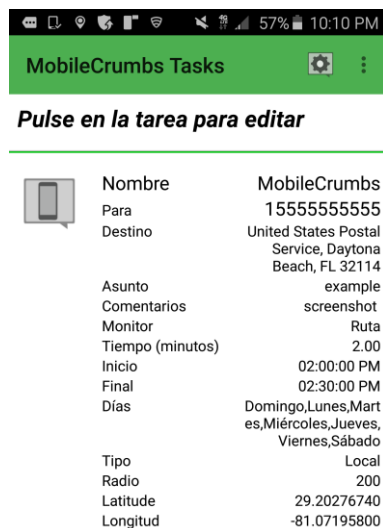 57% 10:10 PM
MobileCrumbs Tasks
Pulse en la tarea para editar
Nombre MobileCrumbs
Para 15555555555
Destino United States Postal
Service, Daytona
Beach, FL 32114
Asunto example
Comentarios screenshot
Monitor Ruta
Tiempo (minutos) 2.00
Inicio 02:00:00 PM
Final 02:30:00 PM
Días Domingo,Lunes,Mart
es,Miércoles,Jueves,
Viernes,Sábado
Tipo Local
Radio 200
Latitude 29.20276740
Longitud -81.07195800